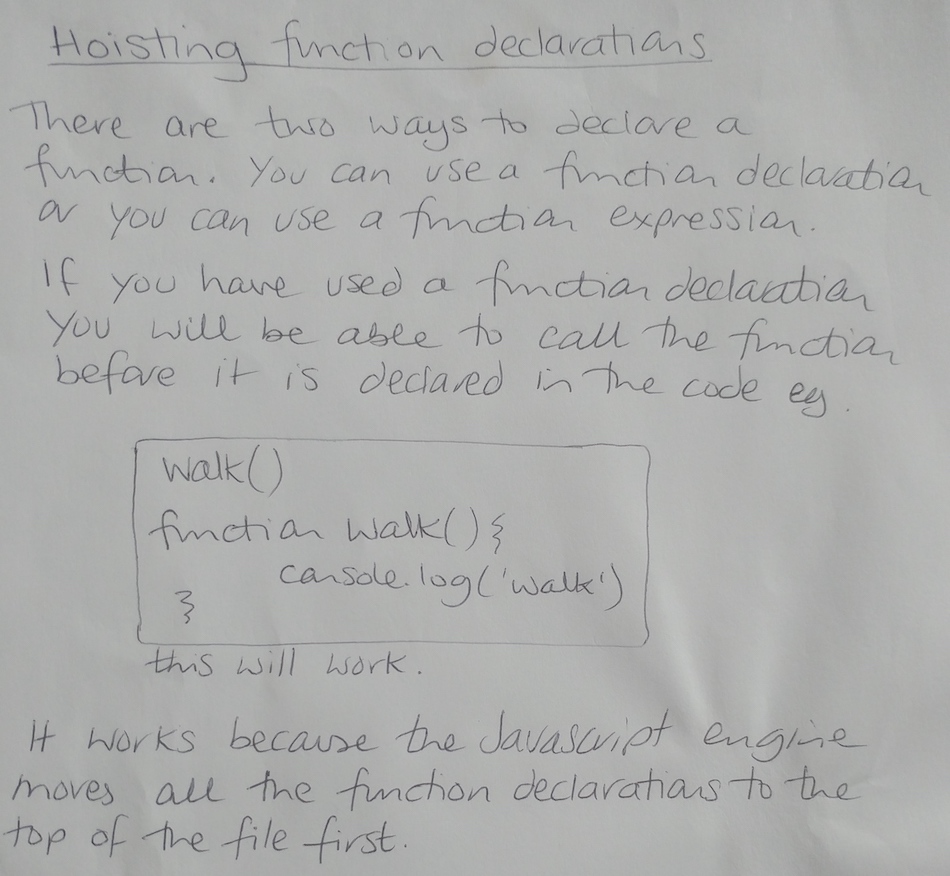 Hoisting function declarations
There are two ways to declare a
function. You can use a function declaration
or you can use a function expression.
If you have used a function declaration
you will be able to call the function
before it is declared in the code eg.
walk()
function walk(){
console.log('walk')
}
this will work.
It works because the Javascript engine
moves all the function declarations to the
top of the file first.